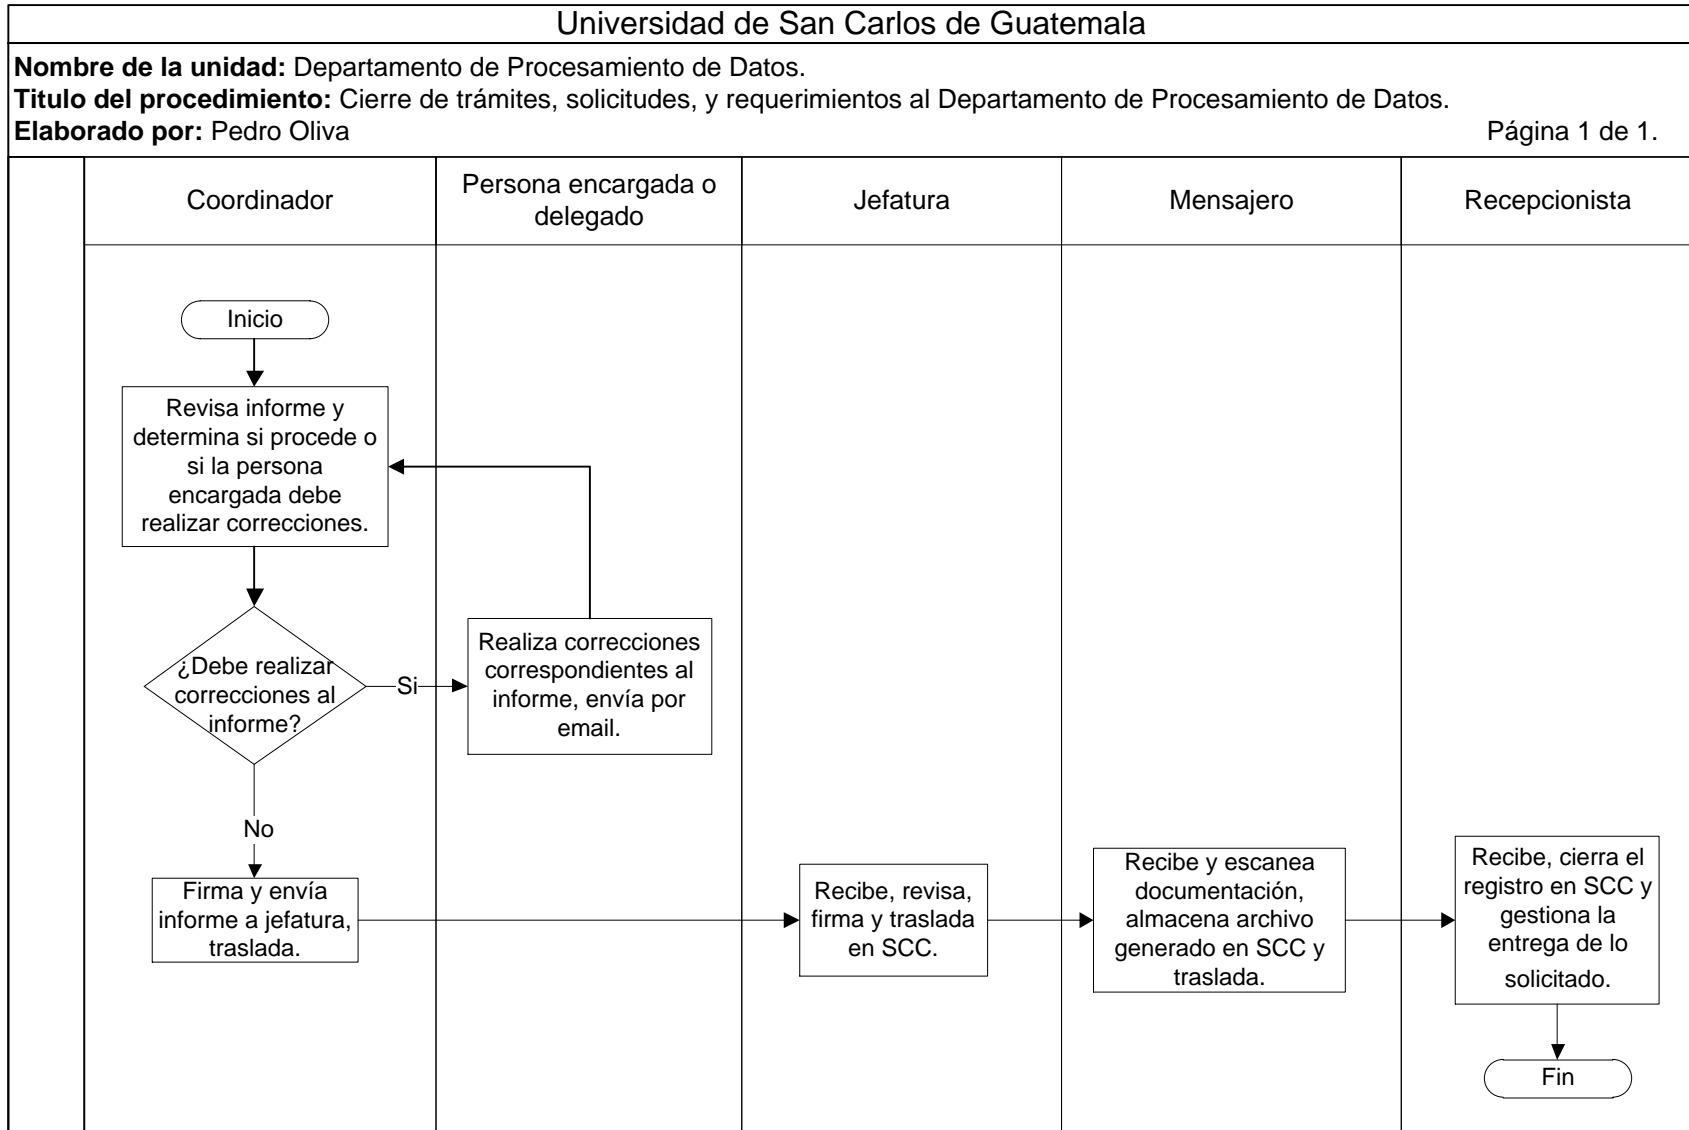 Universidad de San Carlos de Guatemala
Nombre de la unidad: Departamento de Procesamiento de Datos.
Titulo del procedimiento: Cierre de trámites, solicitudes, y requerimientos al Departamento de Procesamiento de Datos.
Elaborado por: Pedro Oliva
Página 1 de 1.
Coordinador
Persona encargada o
delegado
Jefatura
Mensajero
Recepcionista
Inicio
Revisa informe y
determina si procede o
si la persona
encargada debe
realizar correcciones.
¿Debe realizar
correcciones al
informe?
Si
Realiza correcciones
correspondientes al
informe, envía por
email.
No
Firma y envía
informe a jefatura,
traslada.
Recibe, revisa,
firma y traslada
en SCC.
Recibe y escanea
documentación,
almacena archivo
generado en SCC y
traslada.
Recibe, cierra el
registro en SCC y
gestiona la
entrega de lo
solicitado.
Fin